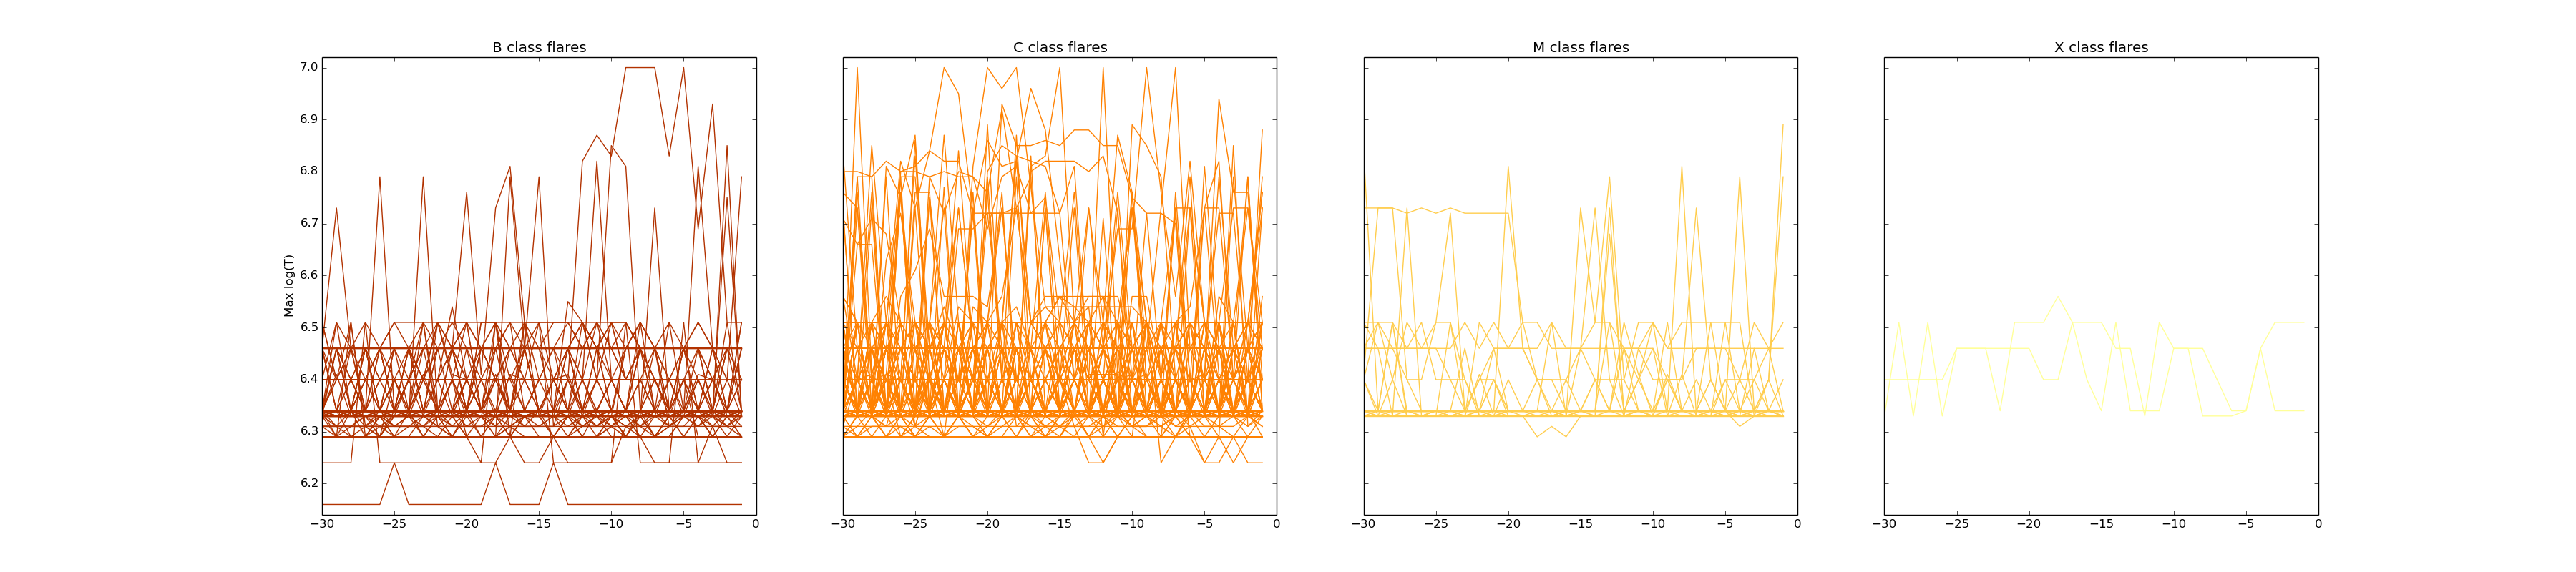 B class flares
C class flares
M class flares
X class flares
Max log(T)
7.0
6.9
6.8
6.7
6.6
6.5
6.4
6.3
6.2
−30 −25 −20 −15 −10 −5 0
−30 −25 −20 −15 −10 −5 0
−30 −25 −20 −15 −10 −5 0
−30 −25 −20 −15 −10 −5 0